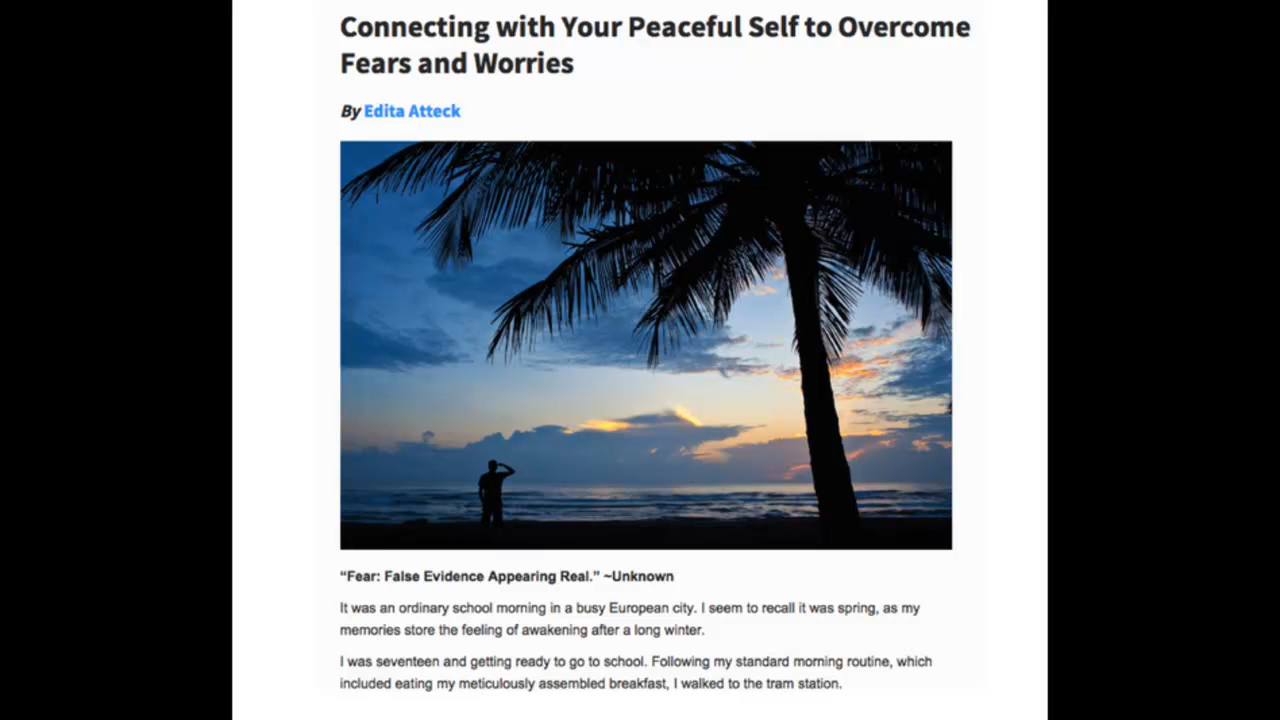 Connecting with Your Peaceful Self to Overcome
Fears and Worries
By Edita Atteck
“Fear: False Evidence Appearing Real.” ~Unknown
It was an ordinary school morning in a busy European city. I seem to recall it was spring, as my
memories store the feeling of awakening after a long winter.
I was seventeen and getting ready to go to school. Following my standard morning routine, which
included eating my meticulously assembled breakfast, I walked to the tram station.